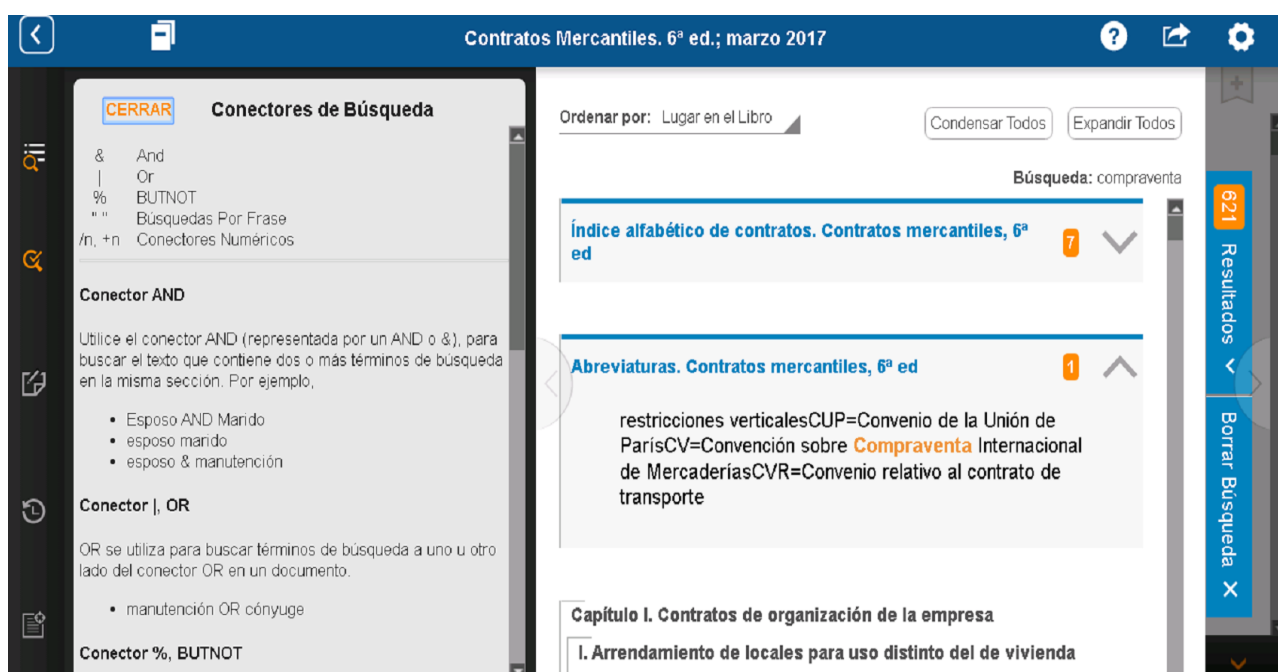 Contratos Mercantiles. 6ª ed.; marzo 2017
CERRAR
Conectores de Búsqueda
& And
| Or
% BUTNOT
" " Búsquedas Por Frase
/n, +n Conectores Numéricos
Conector AND
Utilice el conector AND (representada por un AND o &), para
buscar el texto que contiene dos o más términos de búsqueda
en la misma sección. Por ejemplo,
• Esposo AND Marido
• esposo marido
• esposo & manutención
Conector |, OR
OR se utiliza para buscar términos de búsqueda a uno u otro
lado del conector OR en un documento.
• manutención OR cónyuge
Conector %, BUTNOT
Ordenar por: Lugar en el Libro
Condensar Todos
Expandir Todos
Búsqueda: compraventa
Índice alfabético de contratos. Contratos mercantiles, 6ª
ed
7
Abreviaturas. Contratos mercantiles, 6ª ed
1
restricciones verticalesCUP=Convenio de la Unión de
ParísCV=Convención sobre Compraventa Internacional
de MercaderíasCVR=Convenio relativo al contrato de
transporte
Capítulo I. Contratos de organización de la empresa
I. Arrendamiento de locales para uso distinto del de vivienda
621 Resultados
Borrar Búsqueda X